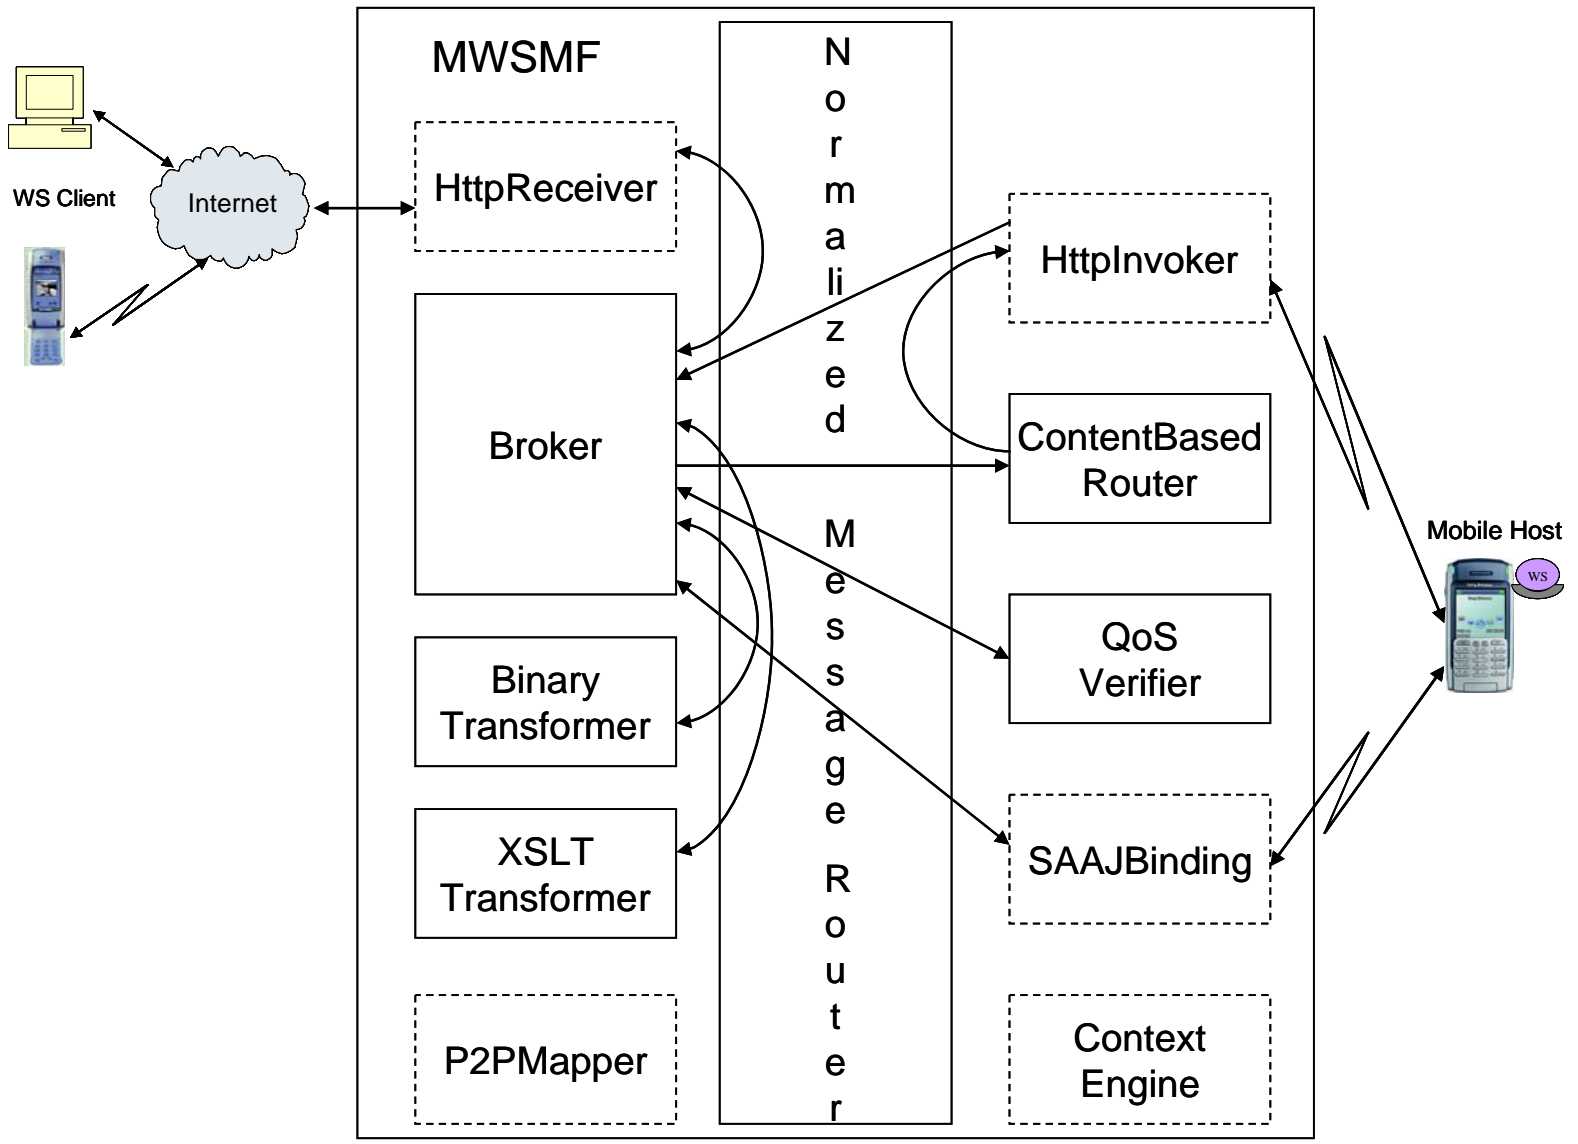 MWSMF
WS Client
Internet
HttpReceiver
Broker
Binary
Transformer
XSLT
Transformer
P2PMapper
Normalized
Message
Router
HttpInvoker
ContentBased
Router
QoS
Verifier
SAAJBinding
Context
Engine
Mobile Host
WS